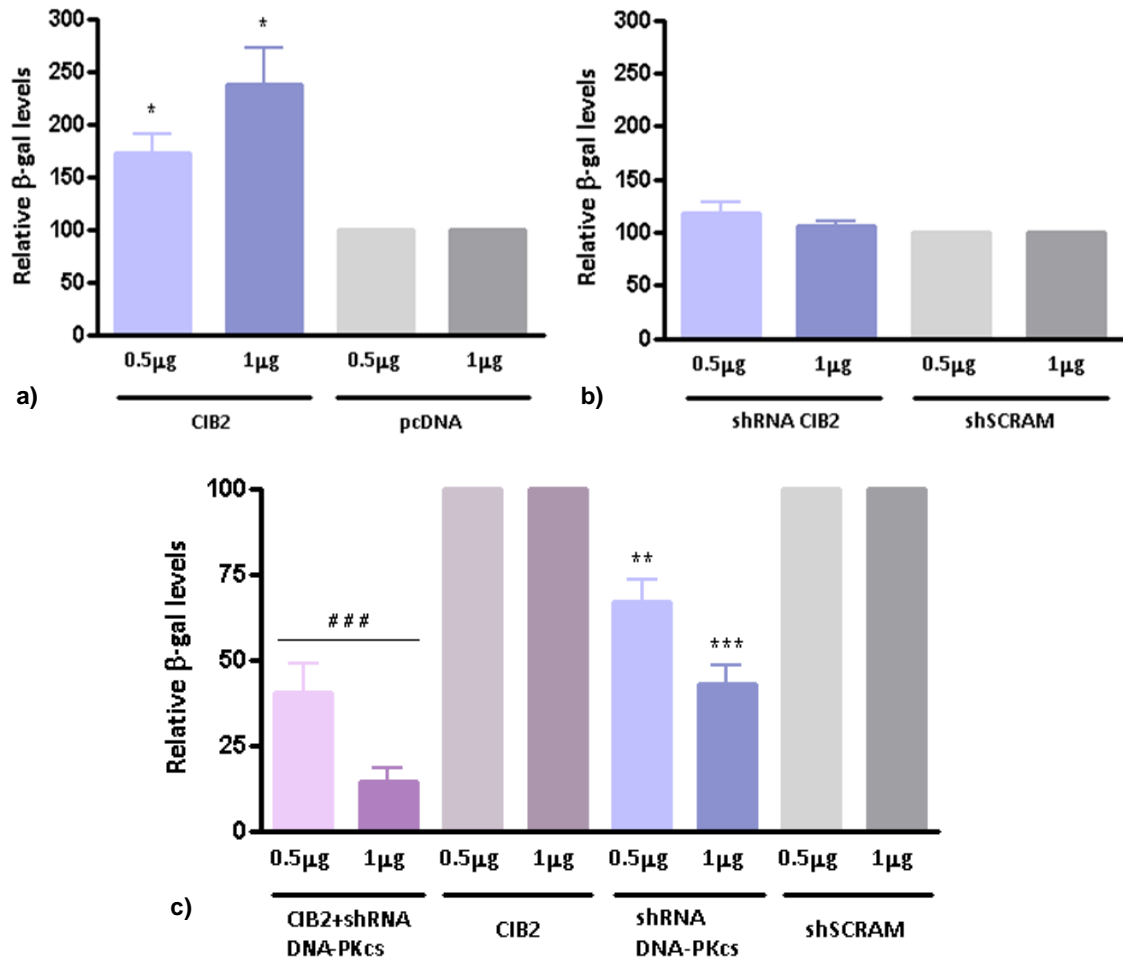 300
250
200
150
100
50
0
Relative β-gal levels
*
*
0.5µg 1µg 0.5µg 1µg
CIB2 pcDNA
a)
300
250
200
150
100
50
0
Relative β-gal levels
0.5µg 1µg 0.5µg 1µg
shRNA CIB2 shSCRAM
b)
100
75
50
25
0
Relative β-gal levels
###
**
***
0.5µg 1µg 0.5µg 1µg 0.5µg 1µg 0.5µg 1µg
CIB2+shRNA
DNA-PKcs
CIB2
shRNA
DNA-PKcs
shSCRAM
c)